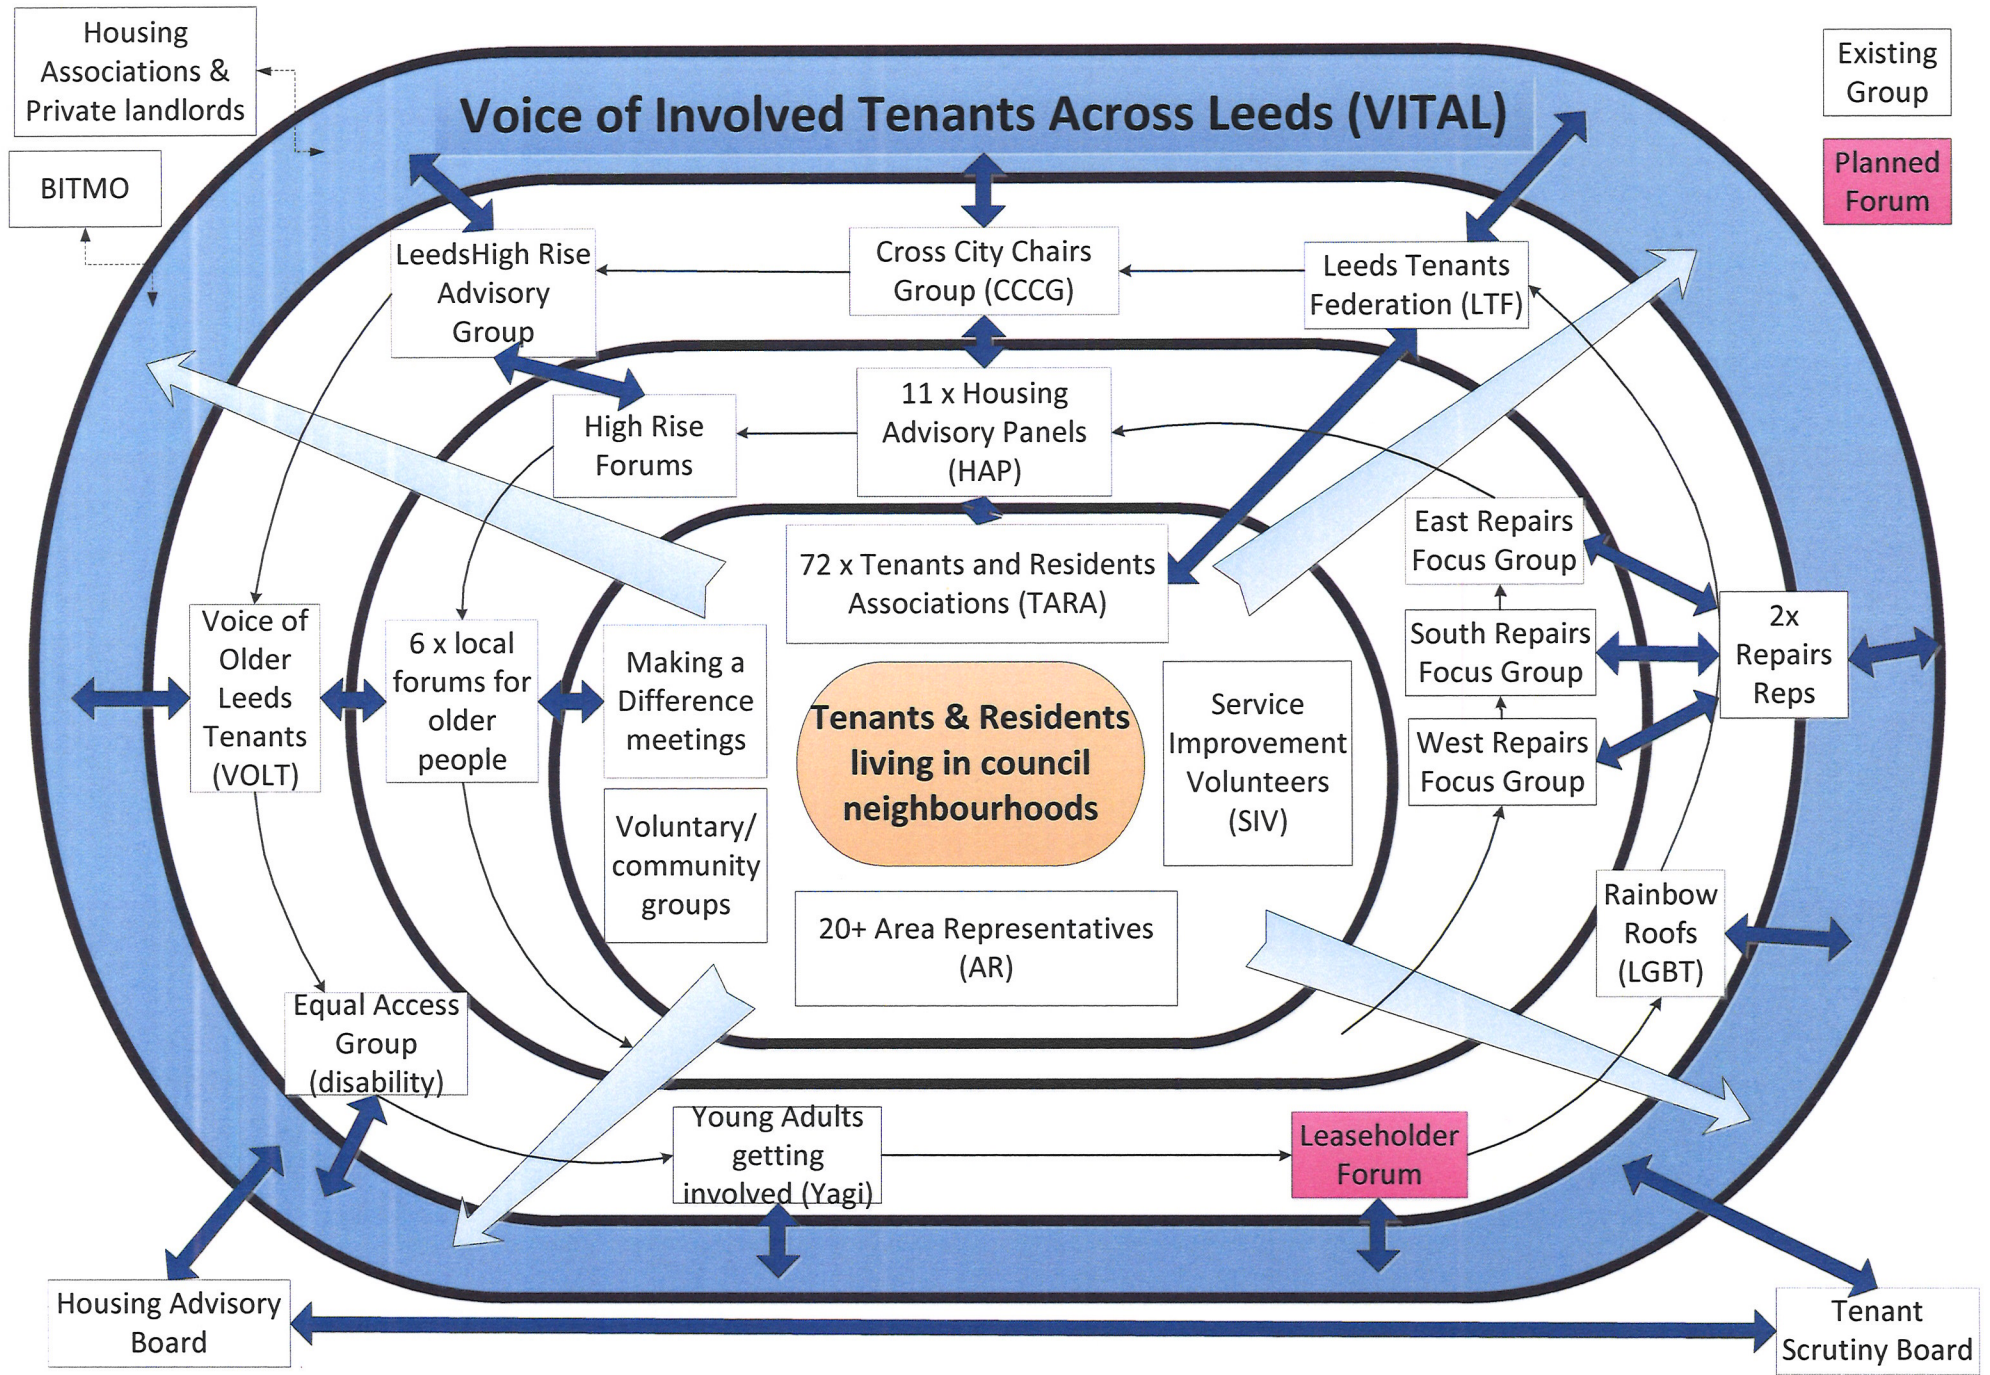 Housing
Associations &
Private landlords
BITMO
Existing
Group
Planned
Forum
Voice of Involved Tenants Across Leeds (VITAL)
LeedsHigh Rise
Advisory
Group
Cross City Chairs
Group (CCCG)
Leeds Tenants
Federation (LTF)
High Rise
Forums
11 x Housing
Advisory Panels
(HAP)
72 x Tenants and Residents
Associations (TARA)
East Repairs
Focus Group
South Repairs
Focus Group
West Repairs
Focus Group
2x
Repairs
Reps
Voice of
Older
Leeds
Tenants
(VOLT)
6 x local
forums for
older
people
Making a
Difference
meetings
Tenants & Residents
living in council
neighbourhoods
Service
Improvement
Volunteers
(SIV)
Voluntary/
community
groups
20+ Area Representatives
(AR)
Rainbow
Roofs
(LGBT)
Equal Access
Group
(disability)
Young Adults
getting
involved (Yagi)
Leaseholder
Forum
Housing Advisory
Board
Tenant
Scrutiny Board